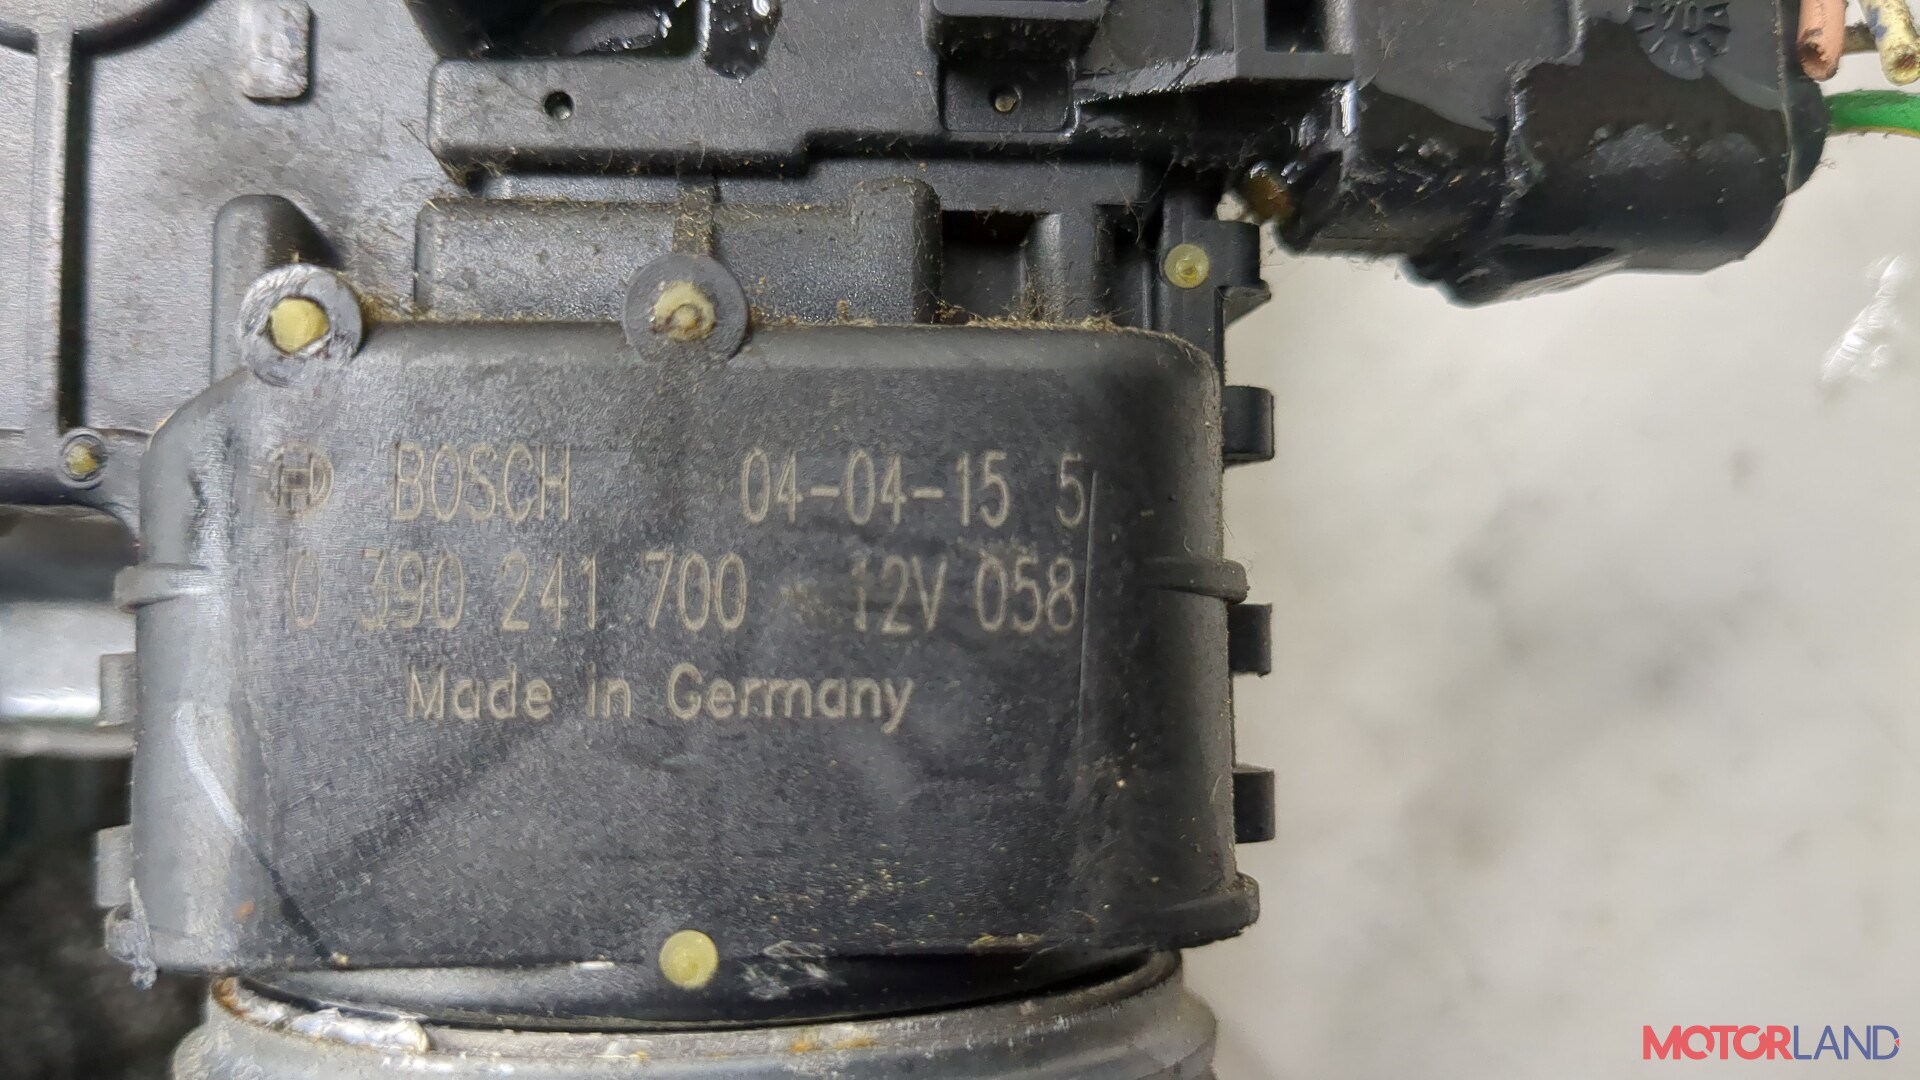 BOSCH 04-04-15 5
0 390 241 700 12V 058
Made in Germany
MOTORLAND